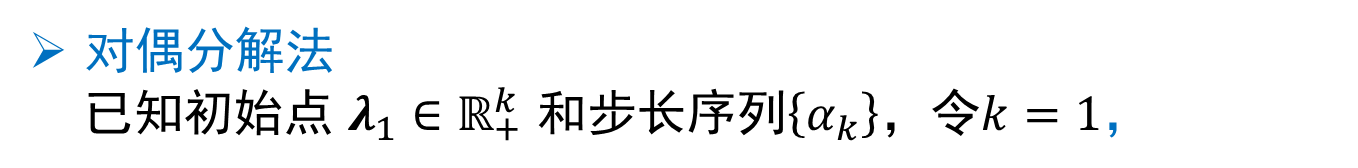 ➢ 对偶分解法
已知初始点 𝝀₁ ∈ ℝ₊ᵏ 和步长序列{αₖ}，令k = 1，